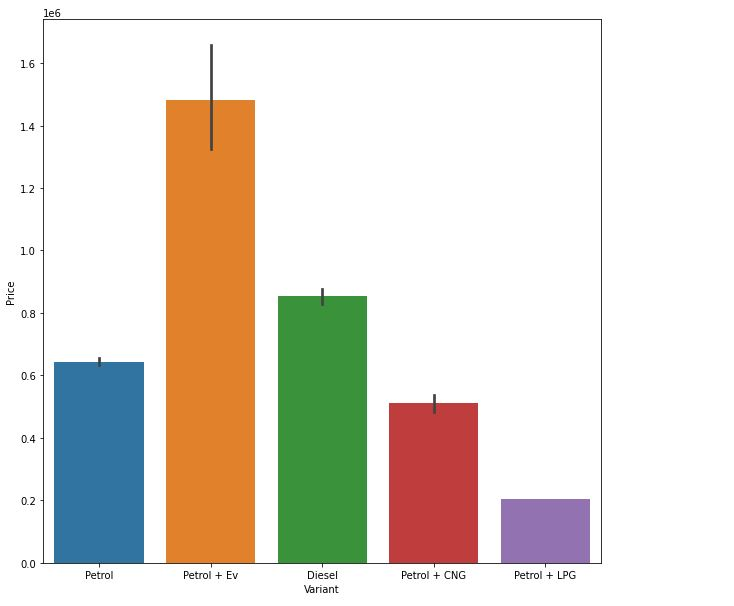 1e6
1.6
1.4
1.2
1.0
0.8
0.6
0.4
0.2
0.0
Price
Petrol
Petrol + Ev
Diesel
Petrol + CNG
Petrol + LPG
Variant